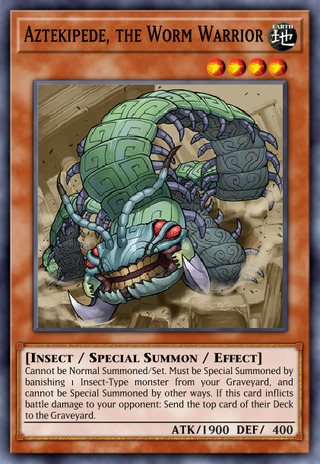 Aztekipede, the Worm Warrior
EARTH
地
[Insect / Special Summon / Effect]
Cannot be Normal Summoned/Set. Must be Special Summoned by
banishing 1 Insect-Type monster from your Graveyard, and
cannot be Special Summoned by other ways. If this card inflicts
battle damage to your opponent: Send the top card of their Deck
to the Graveyard.
ATK/1900 DEF/ 400